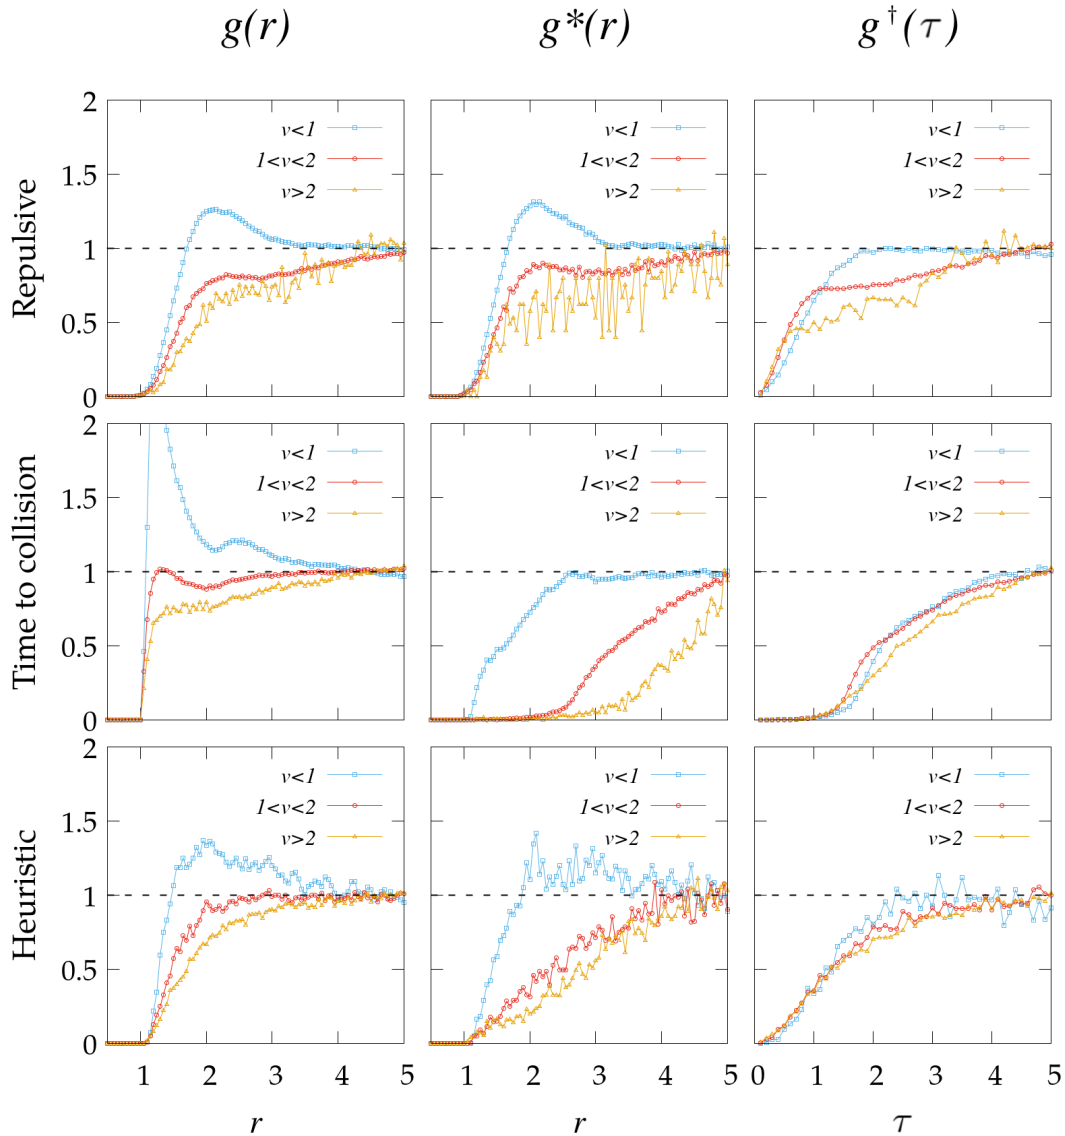 g(r) g*(r) g†(τ)
Repulsive
2
1.5
1
0.5
0
v<1
1<v<2
v>2
v<1
1<v<2
v>2
v<1
1<v<2
v>2
Time to collision
2
1.5
1
0.5
0
v<1
1<v<2
v>2
v<1
1<v<2
v>2
v<1
1<v<2
v>2
Heuristic
2
1.5
1
0.5
0
v<1
1<v<2
v>2
v<1
1<v<2
v>2
v<1
1<v<2
v>2
1 2 3 4 5 1 2 3 4 5 0 1 2 3 4 5
r r τ